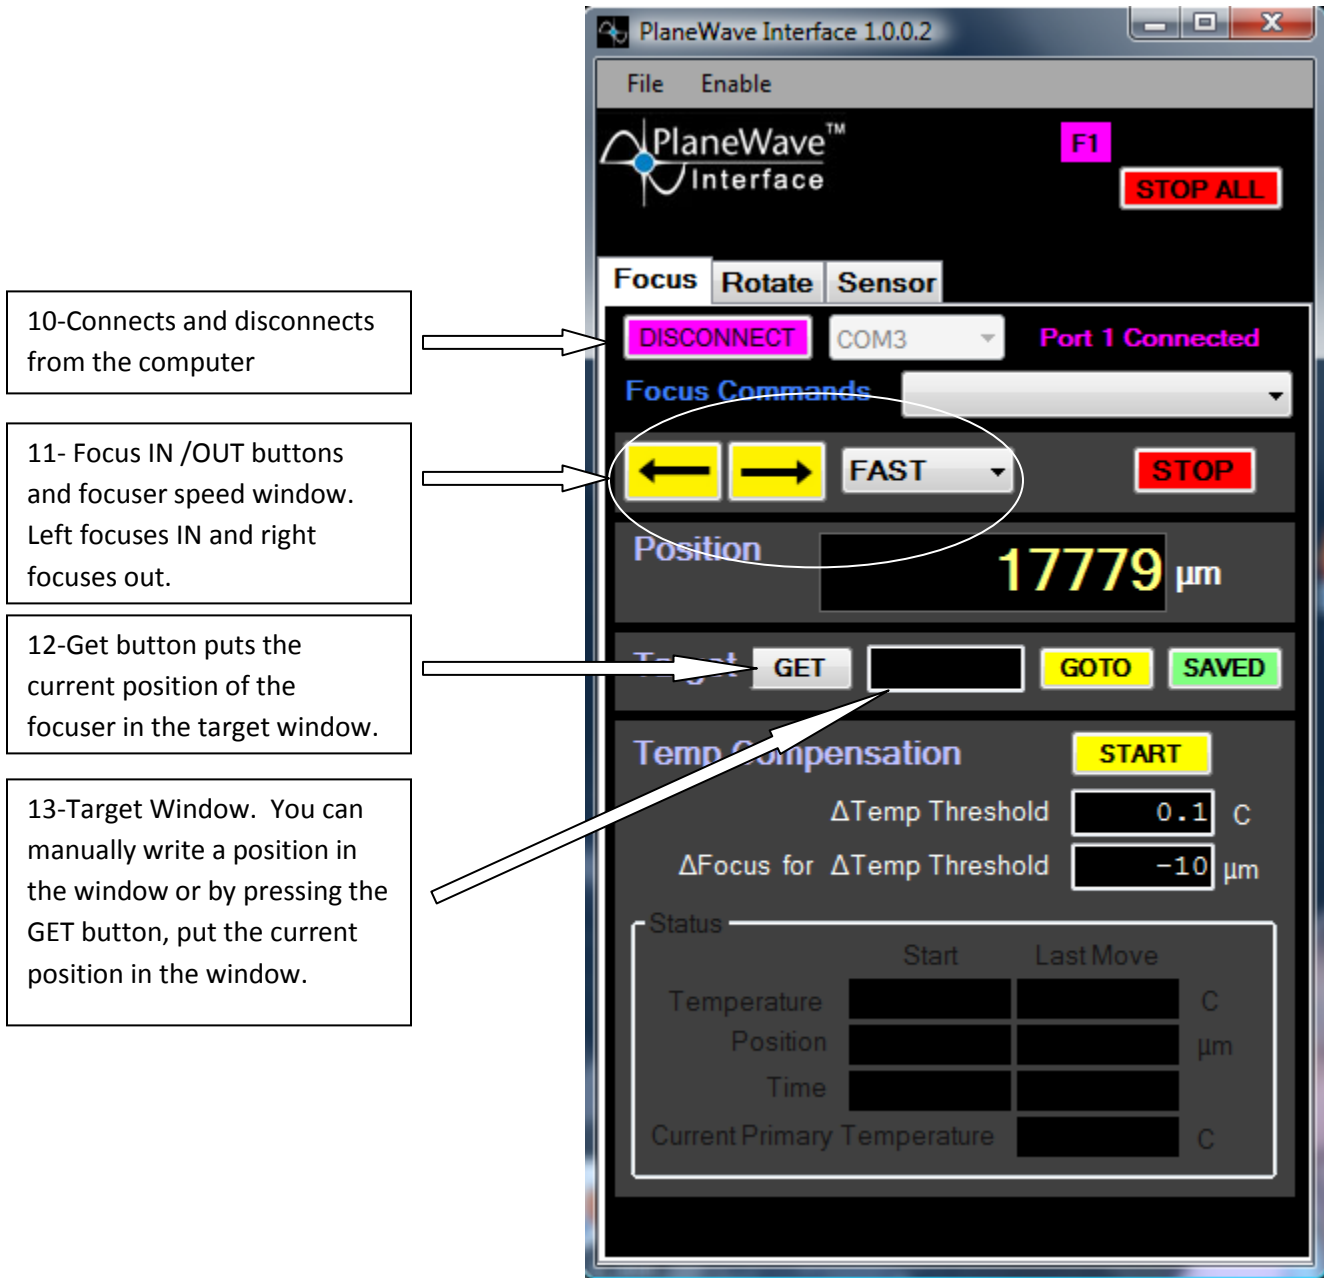 PlaneWave Interface 1.0.0.2
File Enable
PlaneWave™
Interface
F1
STOP ALL
Focus Rotate Sensor
10-Connects and disconnects
from the computer
DISCONNECT COM3 Port 1 Connected
Focus Commands
11- Focus IN /OUT buttons
and focuser speed window.
Left focuses IN and right
focuses out.
FAST STOP
Position 17779 µm
12-Get button puts the
current position of the
focuser in the target window.
Target GET GOTO SAVED
13-Target Window.  You can
manually write a position in
the window or by pressing the
GET button, put the current
position in the window.
Temp Compensation START
ΔTemp Threshold 0.1 C
ΔFocus for ΔTemp Threshold -10 µm
Status
Start Last Move
Temperature C
Position µm
Time
Current Primary Temperature C